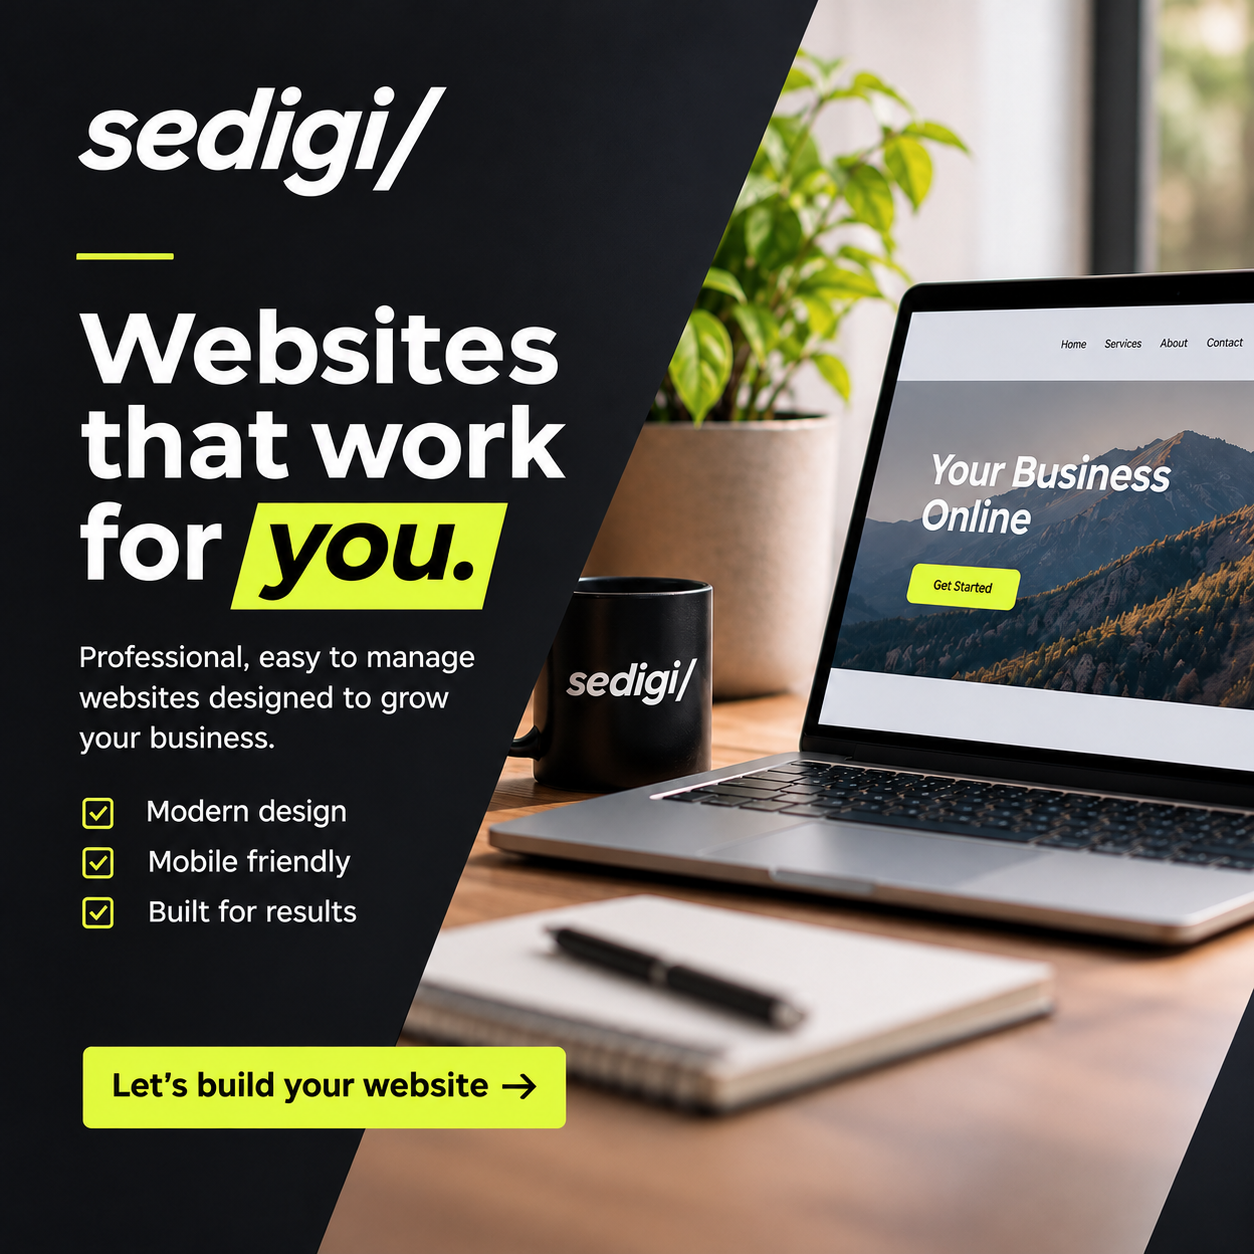 sedigi/
Websites
that work
for you.
Professional, easy to manage
websites designed to grow
your business.
Modern design
Mobile friendly
Built for results
Let's build your website →
sedigi/
Home Services About Contact
Your Business
Online
Get Started